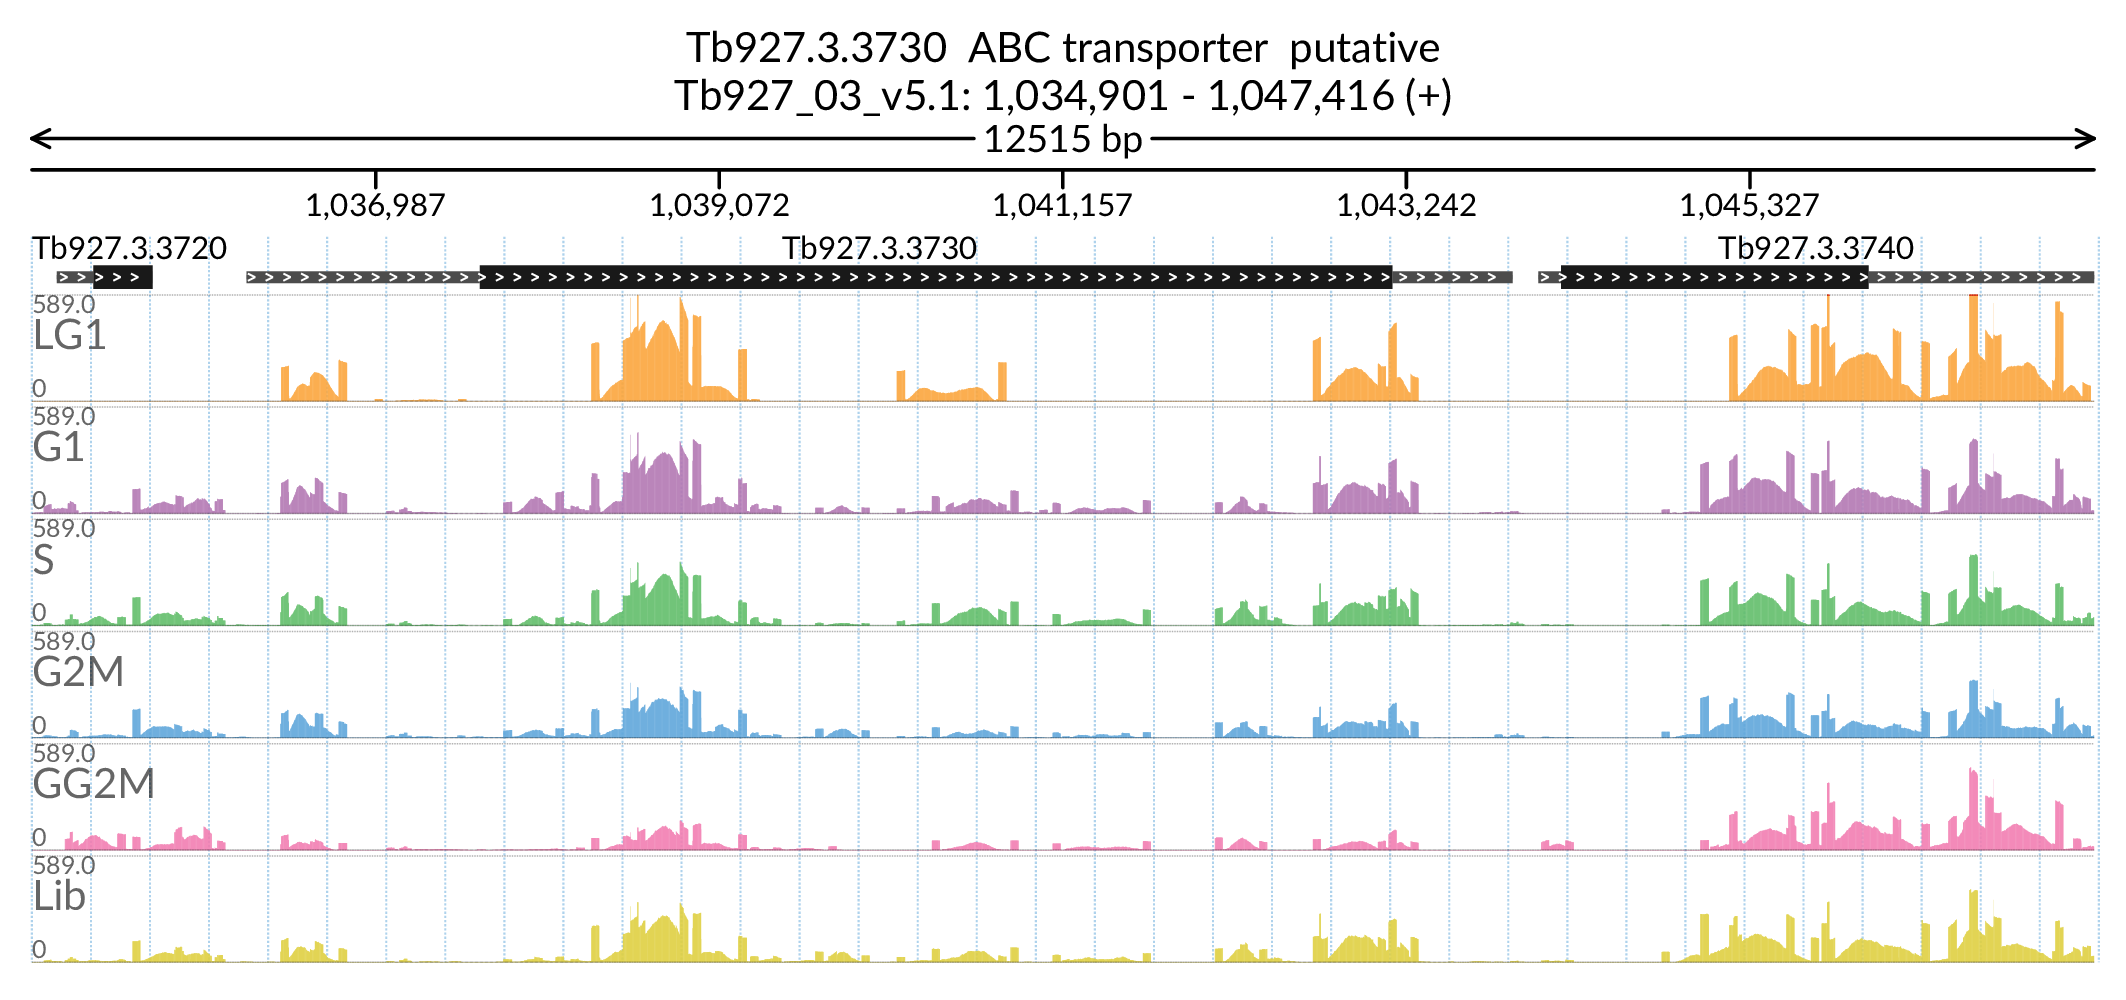 Tb927.3.3730 ABC transporter putative
Tb927_03_v5.1: 1,034,901 - 1,047,416 (+)
12515 bp
1,036,987 1,039,072 1,041,157 1,043,242 1,045,327
Tb927.3.3720 Tb927.3.3730 Tb927.3.3740
589.0
LG1
0
589.0
G1
0
589.0
S
0
589.0
G2M
0
589.0
GG2M
0
589.0
Lib
0